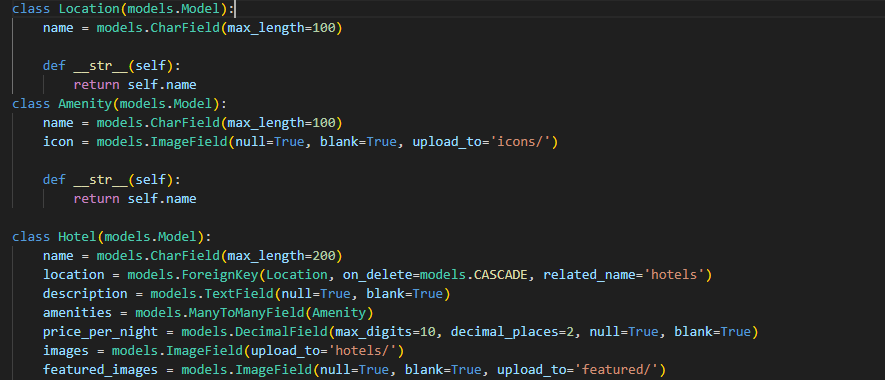 class Location(models.Model):
    name = models.CharField(max_length=100)

    def __str__(self):
        return self.name
class Amenity(models.Model):
    name = models.CharField(max_length=100)
    icon = models.ImageField(null=True, blank=True, upload_to='icons/')

    def __str__(self):
        return self.name

class Hotel(models.Model):
    name = models.CharField(max_length=200)
    location = models.ForeignKey(Location, on_delete=models.CASCADE, related_name='hotels')
    description = models.TextField(null=True, blank=True)
    amenities = models.ManyToManyField(Amenity)
    price_per_night = models.DecimalField(max_digits=10, decimal_places=2, null=True, blank=True)
    images = models.ImageField(upload_to='hotels/')
    featured_images = models.ImageField(null=True, blank=True, upload_to='featured/')